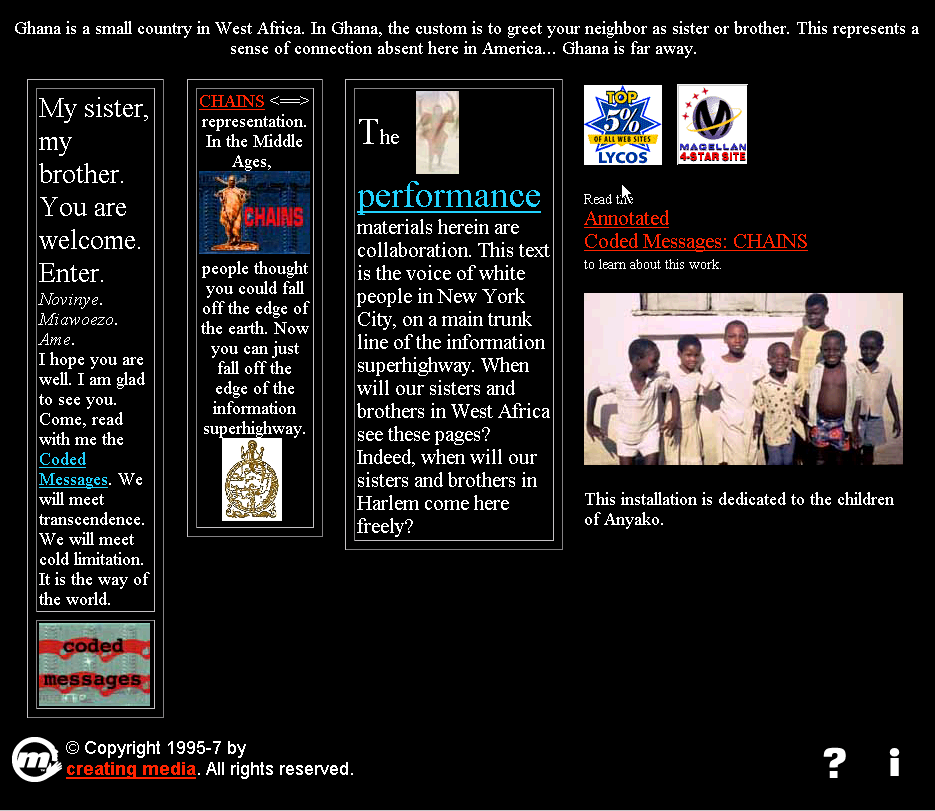 Ghana is a small country in West Africa. In Ghana, the custom is to greet your neighbor as sister or brother. This represents a
sense of connection absent here in America... Ghana is far away.
My sister,
my
brother.
You are
welcome.
Enter.
Novinye.
Miawoezo.
Ame.
I hope you are
well. I am glad
to see you.
Come, read
with me the
Coded
Messages. We
will meet
transcendence.
We will meet
cold limitation.
It is the way of
the world.
coded
messages
CHAINS <==>
representation.
In the Middle
Ages,
CHAINS
people thought
you could fall
off the edge of
the earth. Now
you can just
fall off the
edge of the
information
superhighway.
The
performance
materials herein are
collaboration. This text
is the voice of white
people in New York
City, on a main trunk
line of the information
superhighway. When
will our sisters and
brothers in West Africa
see these pages?
Indeed, when will our
sisters and brothers in
Harlem come here
freely?
TOP
5%
OF ALL WEB SITES
LYCOS
M
MAGELLAN
4-STAR SITE
Read the
Annotated
Coded Messages: CHAINS
to learn about this work.
This installation is dedicated to the children
of Anyako.
m
© Copyright 1995-7 by
creating media. All rights reserved.
? i